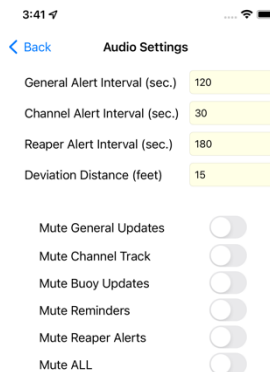 3:41
Back Audio Settings
General Alert Interval (sec.) 120
Channel Alert Interval (sec.) 30
Reaper Alert Interval (sec.) 180
Deviation Distance (feet) 15
Mute General Updates
Mute Channel Track
Mute Buoy Updates
Mute Reminders
Mute Reaper Alerts
Mute ALL